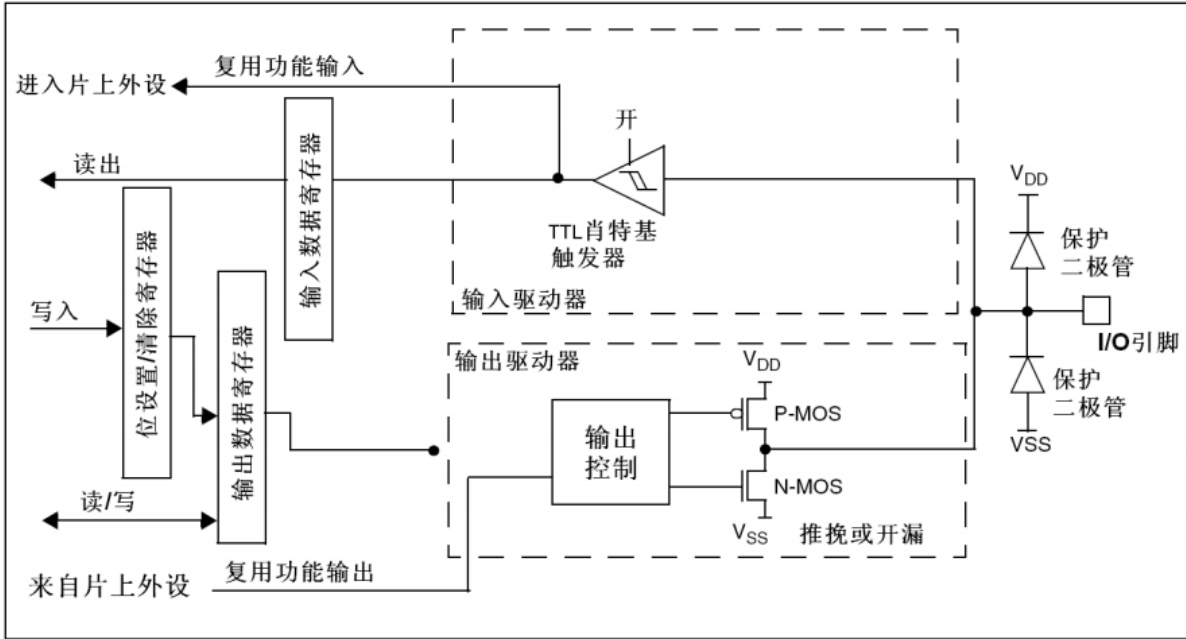 复用功能输入
进入片上外设
开
读出
输入数据寄存器
TTL肖特基
触发器
VDD
保护
二极管
输入驱动器
位设置/清除寄存器
写入
I/O引脚
输出数据寄存器
输出驱动器
VDD
P-MOS
保护
二极管
VSS
输出
控制
N-MOS
读/写
VSS
推挽或开漏
来自片上外设
复用功能输出